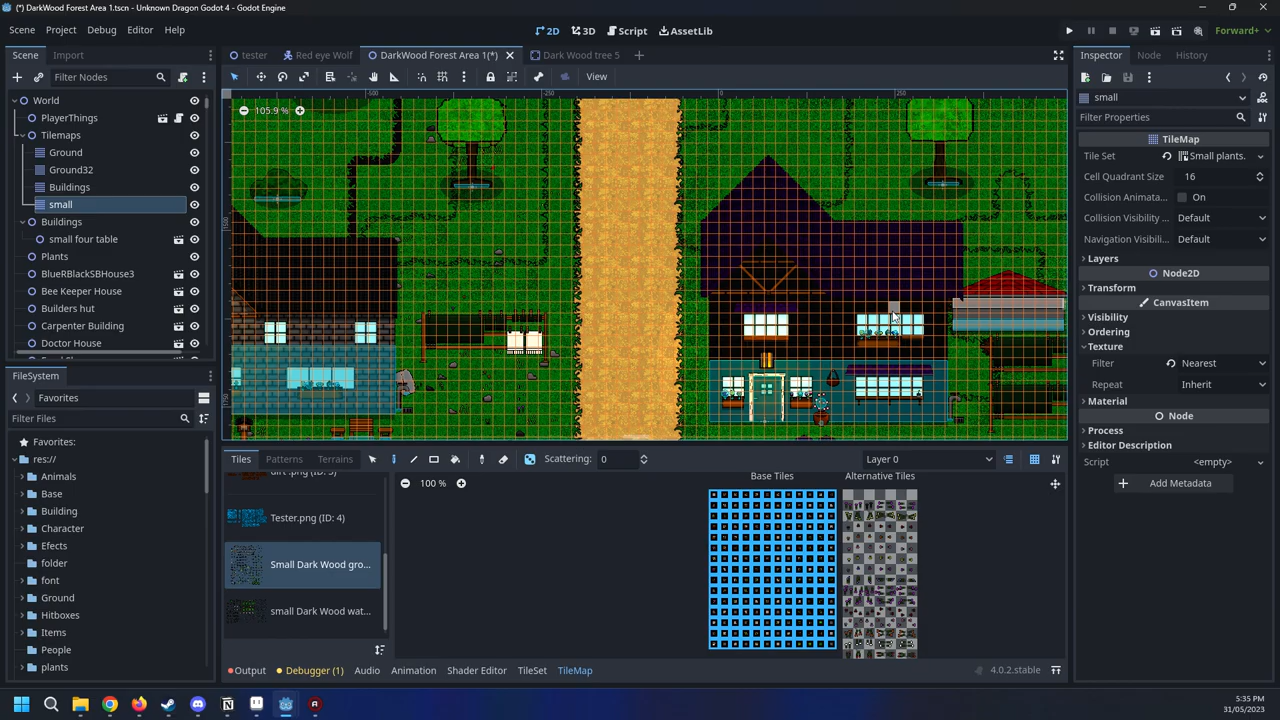 (*) DarkWood Forest Area 1.tscn - Unknown Dragon Godot 4 - Godot Engine
Scene Project Debug Editor Help
2D 3D Script AssetLib
Forward+
Scene Import
tester Red eye Wolf DarkWood Forest Area 1(*) DarkWood tree 5
Inspector Node History
Filter Nodes
View
World
PlayerThings
Tilemaps
Ground
Ground32
Buildings
small
Buildings
small four table
Plants
BlueRBlackSBHouse3
Bee Keeper House
Builders hut
Carpenter Building
Doctor House
105.9 %
-500 -250 0 250
small
Filter Properties
TileMap
Tile Set Small plants.
Cell Quadrant Size 16
Collision Animata... On
Collision Visibility ... Default
Navigation Visibili... Default
Layers
Node2D
Transform
CanvasItem
Visibility
Ordering
Texture
Filter Nearest
Repeat Inherit
Material
Node
Process
Editor Description
Script <empty>
Add Metadata
FileSystem
Favorites
Filter Files
Favorites:
res://
Animals
Base
Building
Character
Efects
folder
font
Ground
Hitboxes
Items
People
plants
Tiles Patterns Terrains
Scattering: 0
Layer 0
Tester.png (ID: 4)
Small Dark Wood gro...
small Dark Wood wat...
100 %
Base Tiles Alternative Tiles
Output Debugger (1) Audio Animation Shader Editor TileSet TileMap
4.0.2.stable
5:35 PM
31/05/2023